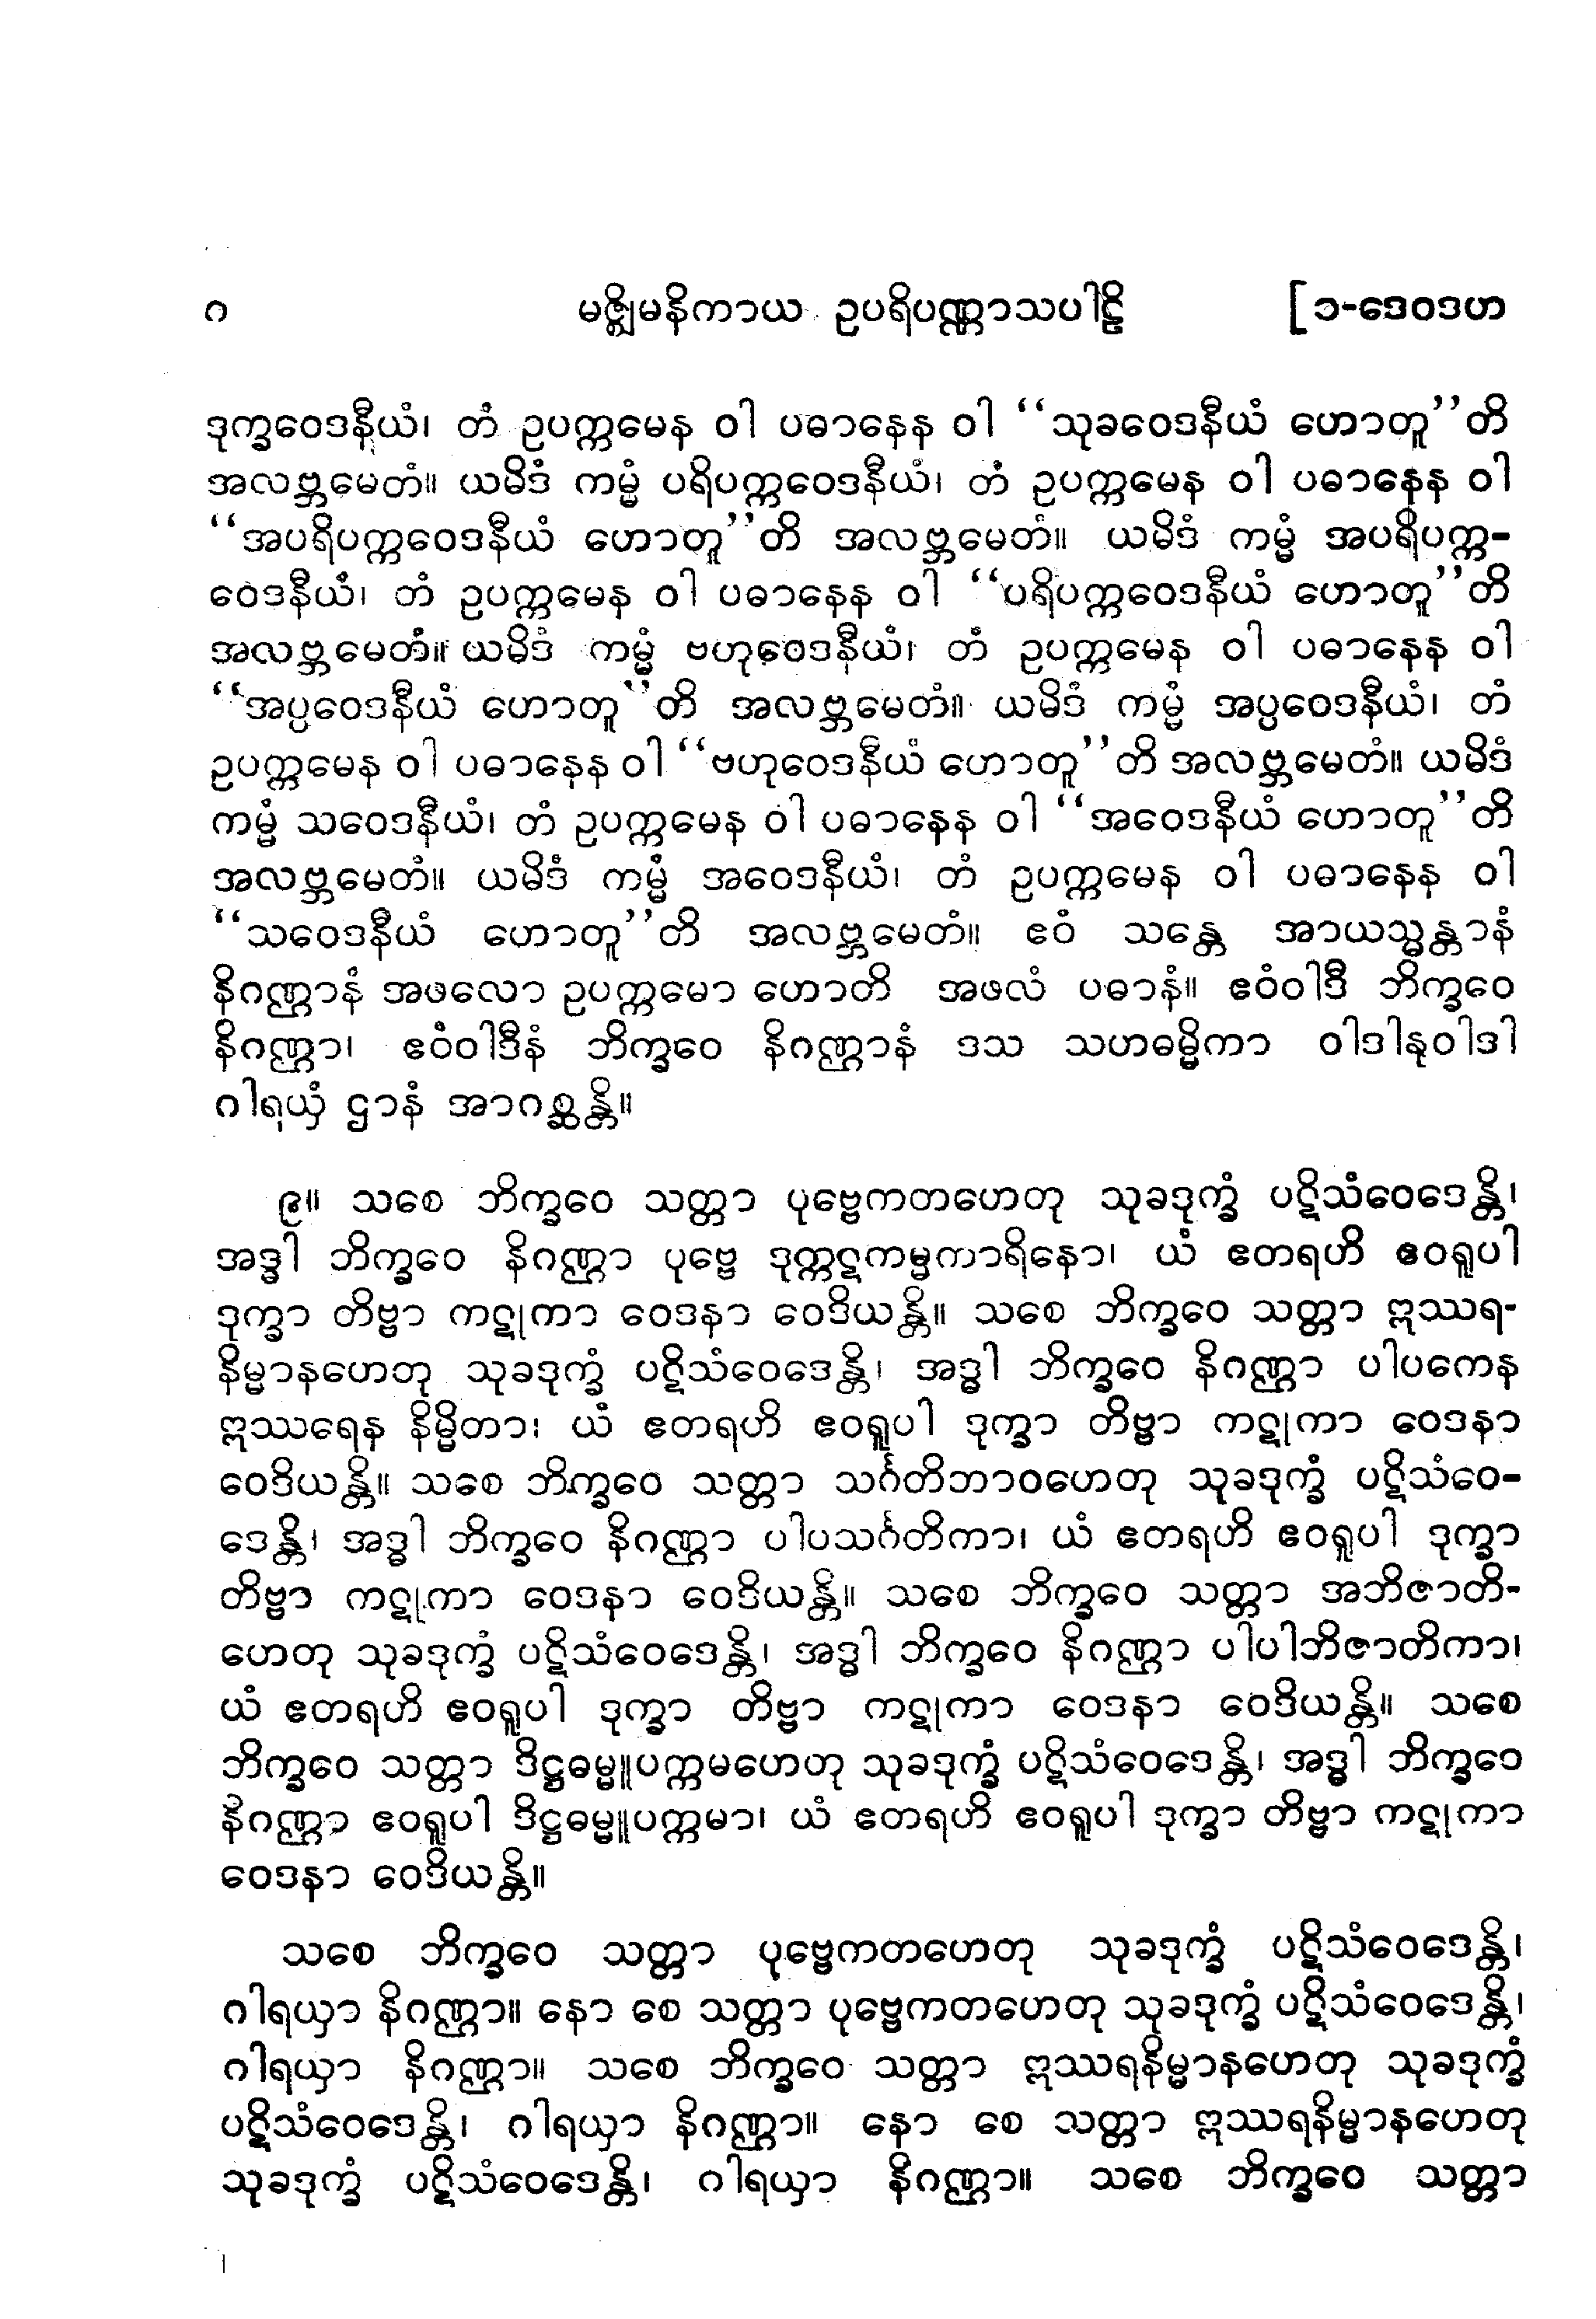 ဂ မဇ္ဈိမနိကာယ ဥပရိပဏ္ဏာသပါဠိ [၁-ဒေဝဒဟ
ဒုက္ခဝေဒနီယံ၊ တံ ဥပက္ကမေန ဝါ ပဓာနေန ဝါ ‘‘သုခဝေဒနီယံ ဟောတူ’’တိ
အလဗ္ဘမေတံ။ ယမိဒံ ကမ္မံ ပရိပက္ကဝေဒနီယံ၊ တံ ဥပက္ကမေန ဝါ ပဓာနေန ဝါ
‘‘အပရိပက္ကဝေဒနီယံ ဟောတူ’’တိ အလဗ္ဘမေတံ။ ယမိဒံ ကမ္မံ အပရိပက္က-
ဝေဒနီယံ၊ တံ ဥပက္ကမေန ဝါ ပဓာနေန ဝါ ‘‘ပရိပက္ကဝေဒနီယံ ဟောတူ’’တိ
အလဗ္ဘမေတံ။ ယမိဒံ ကမ္မံ ဗဟုဝေဒနီယံ၊ တံ ဥပက္ကမေန ဝါ ပဓာနေန ဝါ
‘‘အပ္ပဝေဒနီယံ ဟောတူ’’တိ အလဗ္ဘမေတံ။ ယမိဒံ ကမ္မံ အပ္ပဝေဒနီယံ၊ တံ
ဥပက္ကမေန ဝါ ပဓာနေန ဝါ ‘‘ဗဟုဝေဒနီယံ ဟောတူ’’တိ အလဗ္ဘမေတံ။ ယမိဒံ
ကမ္မံ သဝေဒနီယံ၊ တံ ဥပက္ကမေန ဝါ ပဓာနေန ဝါ ‘‘အဝေဒနီယံ ဟောတူ’’တိ
အလဗ္ဘမေတံ။ ယမိဒံ ကမ္မံ အဝေဒနီယံ၊ တံ ဥပက္ကမေန ဝါ ပဓာနေန ဝါ
‘‘သဝေဒနီယံ ဟောတူ’’တိ အလဗ္ဘမေတံ။ ဧဝံ သန္တေ အာယသ္မန္တာနံ
နိဂဏ္ဌာနံ အဖလော ဥပက္ကမော ဟောတိ အဖလံ ပဓာနံ။ ဧဝံဝါဒီ ဘိက္ခဝေ
နိဂဏ္ဌာ၊ ဧဝံဝါဒီနံ ဘိက္ခဝေ နိဂဏ္ဌာနံ ဒသ သဟဓမ္မိကာ ဝါဒါနုဝါဒါ
ဂါရယှံ ဌာနံ အာဂစ္ဆန္တိ။
၉။ သစေ ဘိက္ခဝေ သတ္တာ ပုဗ္ဗေကတဟေတု သုခဒုက္ခံ ပဋိသံဝေဒေန္တိ၊
အဒ္ဓါ ဘိက္ခဝေ နိဂဏ္ဌာ ပုဗ္ဗေ ဒုက္ကဋကမ္မကာရိနော၊ ယံ ဧတရဟိ ဧဝရူပါ
ဒုက္ခာ တိဗ္ဗာ ကဋုကာ ဝေဒနာ ဝေဒိယန္တိ။ သစေ ဘိက္ခဝေ သတ္တာ ဣဿရ-
နိမ္မာနဟေတု သုခဒုက္ခံ ပဋိသံဝေဒေန္တိ၊ အဒ္ဓါ ဘိက္ခဝေ နိဂဏ္ဌာ ပါပကေန
ဣဿရေန နိမ္မိတာ၊ ယံ ဧတရဟိ ဧဝရူပါ ဒုက္ခာ တိဗ္ဗာ ကဋုကာ ဝေဒနာ
ဝေဒိယန္တိ။ သစေ ဘိက္ခဝေ သတ္တာ သင်္ဂတိဘာဝဟေတု သုခဒုက္ခံ ပဋိသံဝေ-
ဒေန္တိ၊ အဒ္ဓါ ဘိက္ခဝေ နိဂဏ္ဌာ ပါပသင်္ဂတိကာ၊ ယံ ဧတရဟိ ဧဝရူပါ ဒုက္ခာ
တိဗ္ဗာ ကဋုကာ ဝေဒနာ ဝေဒိယန္တိ။ သစေ ဘိက္ခဝေ သတ္တာ အဘိဇာတိ-
ဟေတု သုခဒုက္ခံ ပဋိသံဝေဒေန္တိ၊ အဒ္ဓါ ဘိက္ခဝေ နိဂဏ္ဌာ ပါပါဘိဇာတိကာ၊
ယံ ဧတရဟိ ဧဝရူပါ ဒုက္ခာ တိဗ္ဗာ ကဋုကာ ဝေဒနာ ဝေဒိယန္တိ။ သစေ
ဘိက္ခဝေ သတ္တာ ဒိဋ္ဌဓမ္မူပက္ကမဟေတု သုခဒုက္ခံ ပဋိသံဝေဒေန္တိ၊ အဒ္ဓါ ဘိက္ခဝေ
နိဂဏ္ဌာ ဧဝရူပါ ဒိဋ္ဌဓမ္မူပက္ကမာ၊ ယံ ဧတရဟိ ဧဝရူပါ ဒုက္ခာ တိဗ္ဗာ ကဋုကာ
ဝေဒနာ ဝေဒိယန္တိ။
သစေ ဘိက္ခဝေ သတ္တာ ပုဗ္ဗေကတဟေတု သုခဒုက္ခံ ပဋိသံဝေဒေန္တိ၊
ဂါရယှာ နိဂဏ္ဌာ။ နော စေ သတ္တာ ပုဗ္ဗေကတဟေတု သုခဒုက္ခံ ပဋိသံဝေဒေန္တိ၊
ဂါရယှာ နိဂဏ္ဌာ။ သစေ ဘိက္ခဝေ သတ္တာ ဣဿရနိမ္မာနဟေတု သုခဒုက္ခံ
ပဋိသံဝေဒေန္တိ၊ ဂါရယှာ နိဂဏ္ဌာ။ နော စေ သတ္တာ ဣဿရနိမ္မာနဟေတု
သုခဒုက္ခံ ပဋိသံဝေဒေန္တိ၊ ဂါရယှာ နိဂဏ္ဌာ။ သစေ ဘိက္ခဝေ သတ္တာ